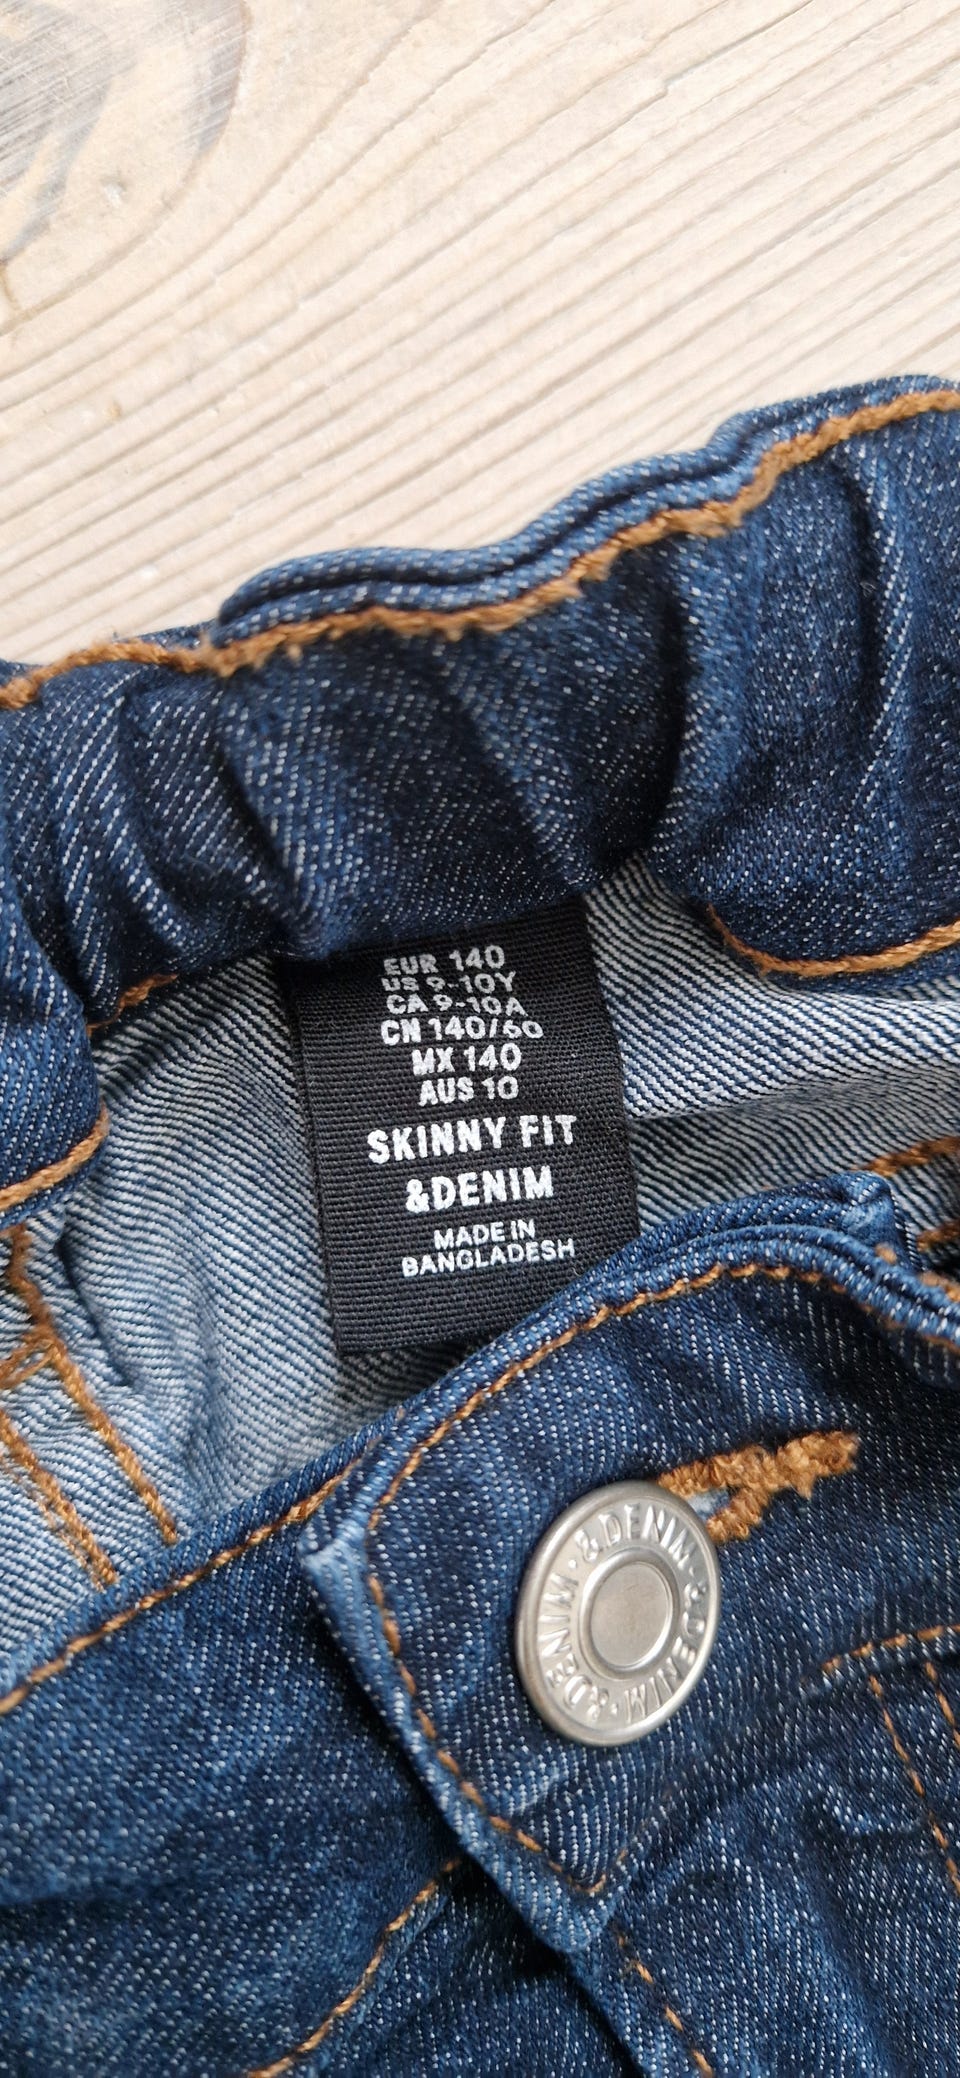 EUR 140
US 9-10Y
CA 9-10A
CN 140/60
MX 140
AUS 10
SKINNY FIT
&DENIM
MADE IN
BANGLADESH
&DENIM · &DENIM · &DENIM ·